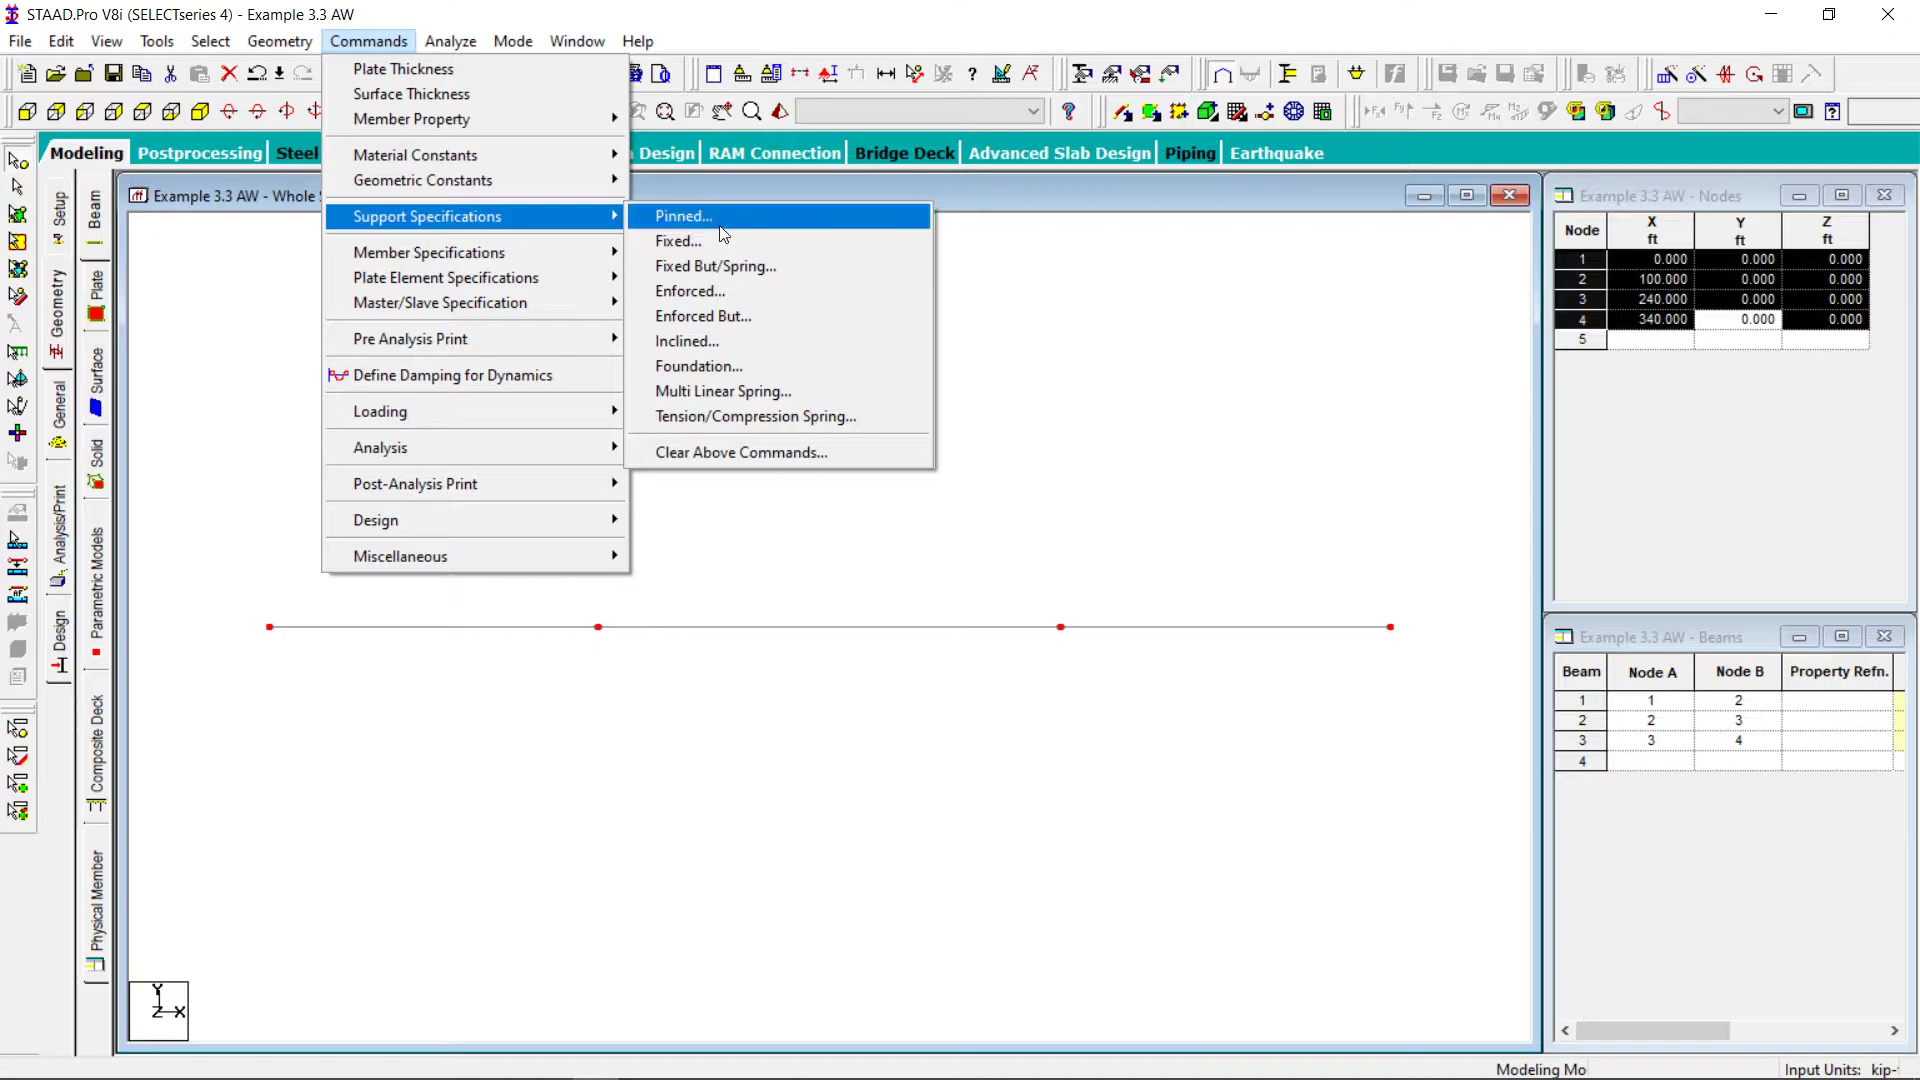 STAAD.Pro V8i (SELECTseries 4) - Example 3.3 AW
File Edit View Tools Select Geometry Commands Analyze Mode Window Help
Modeling Postprocessing Steel Design RAM Connection Bridge Deck Advanced Slab Design Piping Earthquake
Plate Thickness
Surface Thickness
Member Property
Material Constants
Geometric Constants
Support Specifications
Member Specifications
Plate Element Specifications
Master/Slave Specification
Pre Analysis Print
Define Damping for Dynamics
Loading
Analysis
Post-Analysis Print
Design
Miscellaneous
Pinned...
Fixed...
Fixed But/Spring...
Enforced...
Enforced But...
Inclined...
Foundation...
Multi Linear Spring...
Tension/Compression Spring...
Clear Above Commands...
Setup
Geometry
General
Analysis/Print
Design
Beam
Plate
Surface
Solid
Parametric Models
Composite Deck
Physical Member
Example 3.3 AW - Whole
Y
Z X
Example 3.3 AW - Nodes
Node X ft Y ft Z ft
1 0.000 0.000 0.000
2 100.000 0.000 0.000
3 240.000 0.000 0.000
4 340.000 0.000 0.000
5
Example 3.3 AW - Beams
Beam Node A Node B Property Refn.
1 1 2
2 2 3
3 3 4
4
Modeling Mo
Input Units: kip-